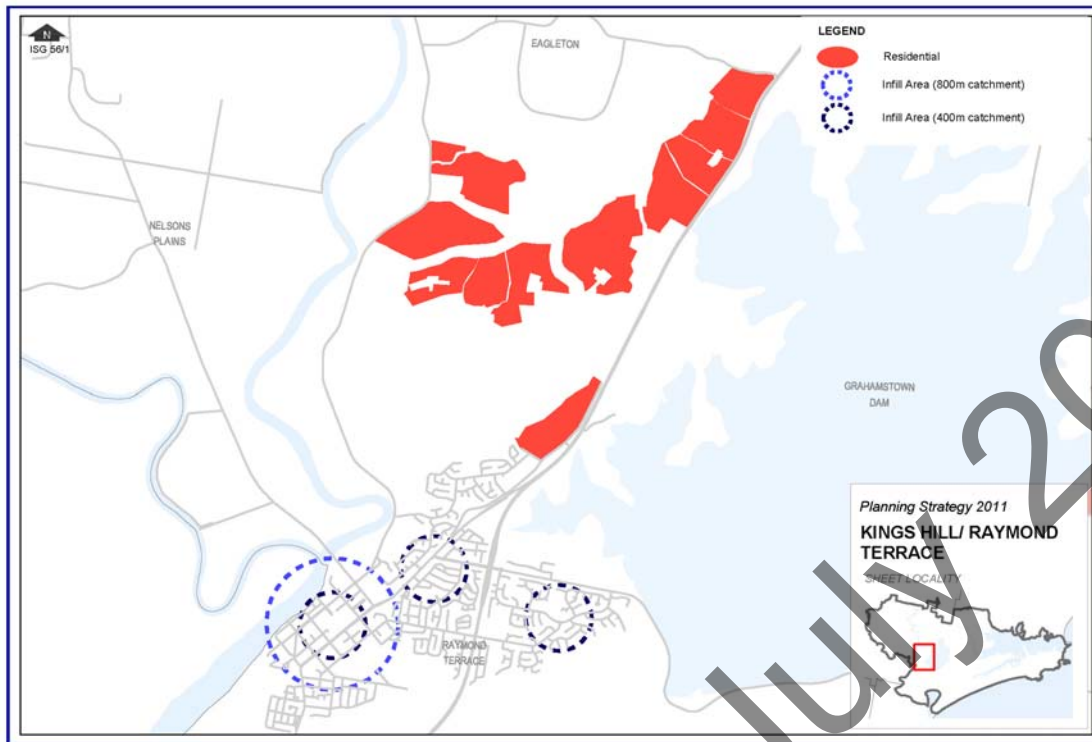 N
ISG 56/1
EAGLETON
LEGEND
Residential
Infill Area (800m catchment)
Infill Area (400m catchment)
NELSONS
PLAINS
GRAHAMSTOWN
DAM
RAYMOND
TERRACE
Planning Strategy 2011
KINGS HILL/ RAYMOND
TERRACE
SHEET LOCALITY
July 20